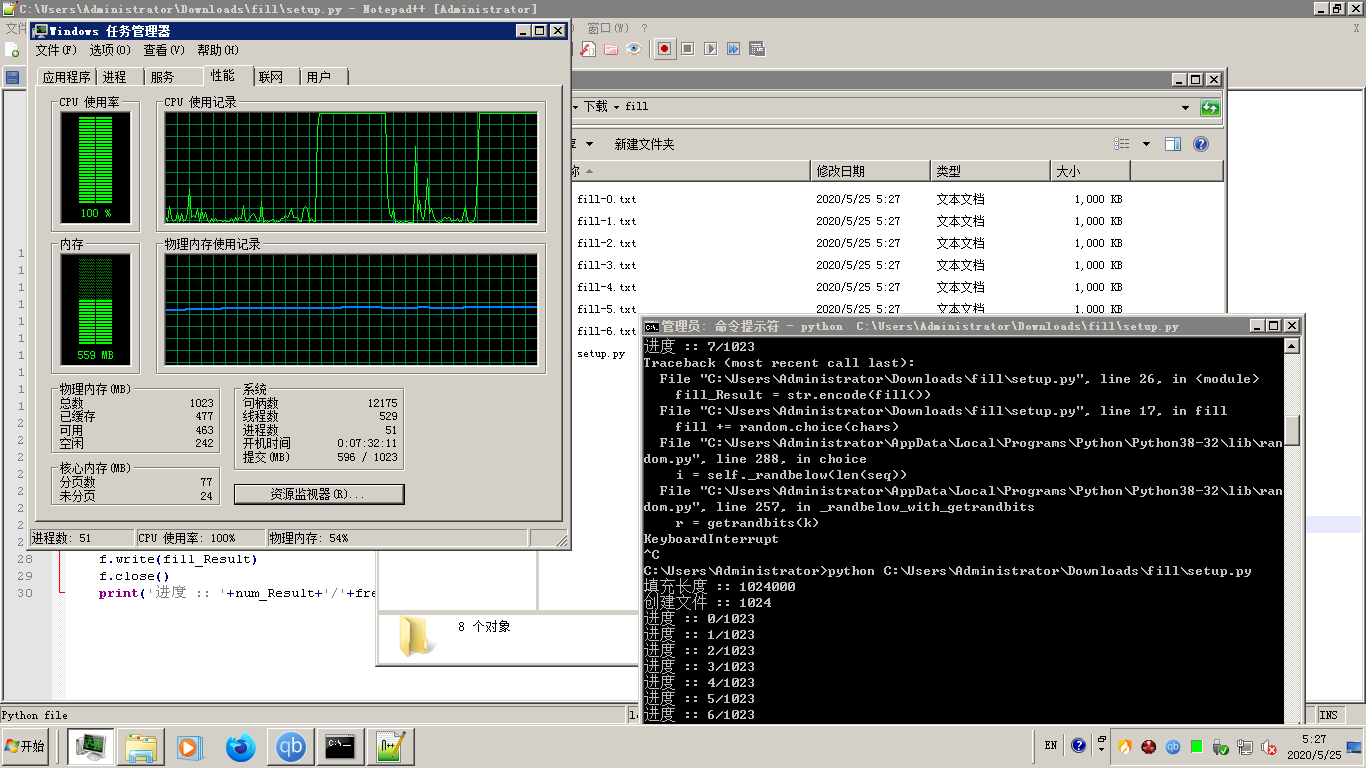 C:\Users\Administrator\Downloads\fill\setup.py - Notepad++ [Administrator]
窗口(W) ?
X
Windows 任务管理器
文件(F) 选项(O) 查看(V) 帮助(H)
应用程序 进程 服务 性能 联网 用户
CPU 使用率
100 %
CPU 使用记录
内存
559 MB
物理内存使用记录
物理内存(MB)
总数 1023
已缓存 477
可用 463
空闲 242
核心内存(MB)
分页数 77
未分页 24
系统
句柄数 12175
线程数 529
进程数 51
开机时间 0:07:32:11
提交(MB) 596 / 1023
资源监视器(R)...
进程数: 51 CPU 使用率: 100% 物理内存: 54%
下载 fill
新建文件夹
修改日期 类型 大小
fill-0.txt 2020/5/25 5:27 文本文档 1,000 KB
fill-1.txt 2020/5/25 5:27 文本文档 1,000 KB
fill-2.txt 2020/5/25 5:27 文本文档 1,000 KB
fill-3.txt 2020/5/25 5:27 文本文档 1,000 KB
fill-4.txt 2020/5/25 5:27 文本文档 1,000 KB
fill-5.txt 2020/5/25 5:27 文本文档 1,000 KB
fill-6.txt
setup.py
8 个对象
28 f.write(fill_Result)
29 f.close()
30 print('进度 :: '+num_Result+'/'+fre
管理员: 命令提示符 - python C:\Users\Administrator\Downloads\fill\setup.py
进度 :: 7/1023
Traceback (most recent call last):
File "C:\Users\Administrator\Downloads\fill\setup.py", line 26, in <module>
fill_Result = str.encode(fill())
File "C:\Users\Administrator\Downloads\fill\setup.py", line 17, in fill
fill += random.choice(chars)
File "C:\Users\Administrator\AppData\Local\Programs\Python\Python38-32\lib\ran
dom.py", line 288, in choice
i = self._randbelow(len(seq))
File "C:\Users\Administrator\AppData\Local\Programs\Python\Python38-32\lib\ran
dom.py", line 257, in _randbelow_with_getrandbits
r = getrandbits(k)
KeyboardInterrupt
^C
C:\Users\Administrator>python C:\Users\Administrator\Downloads\fill\setup.py
填充长度 :: 1024000
创建文件 :: 1024
进度 :: 0/1023
进度 :: 1/1023
进度 :: 2/1023
进度 :: 3/1023
进度 :: 4/1023
进度 :: 5/1023
进度 :: 6/1023
Python file
INS
开始
qb
C:\
EN
5:27
2020/5/25